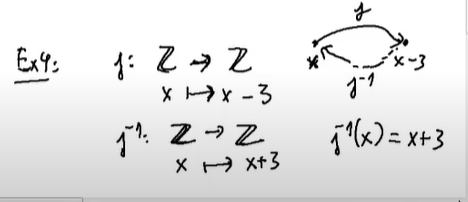 Ex4: f: ℤ → ℤ
x ↦ x - 3
f
x x-3
f⁻¹
f⁻¹: ℤ → ℤ
x ↦ x+3
f⁻¹(x) = x+3